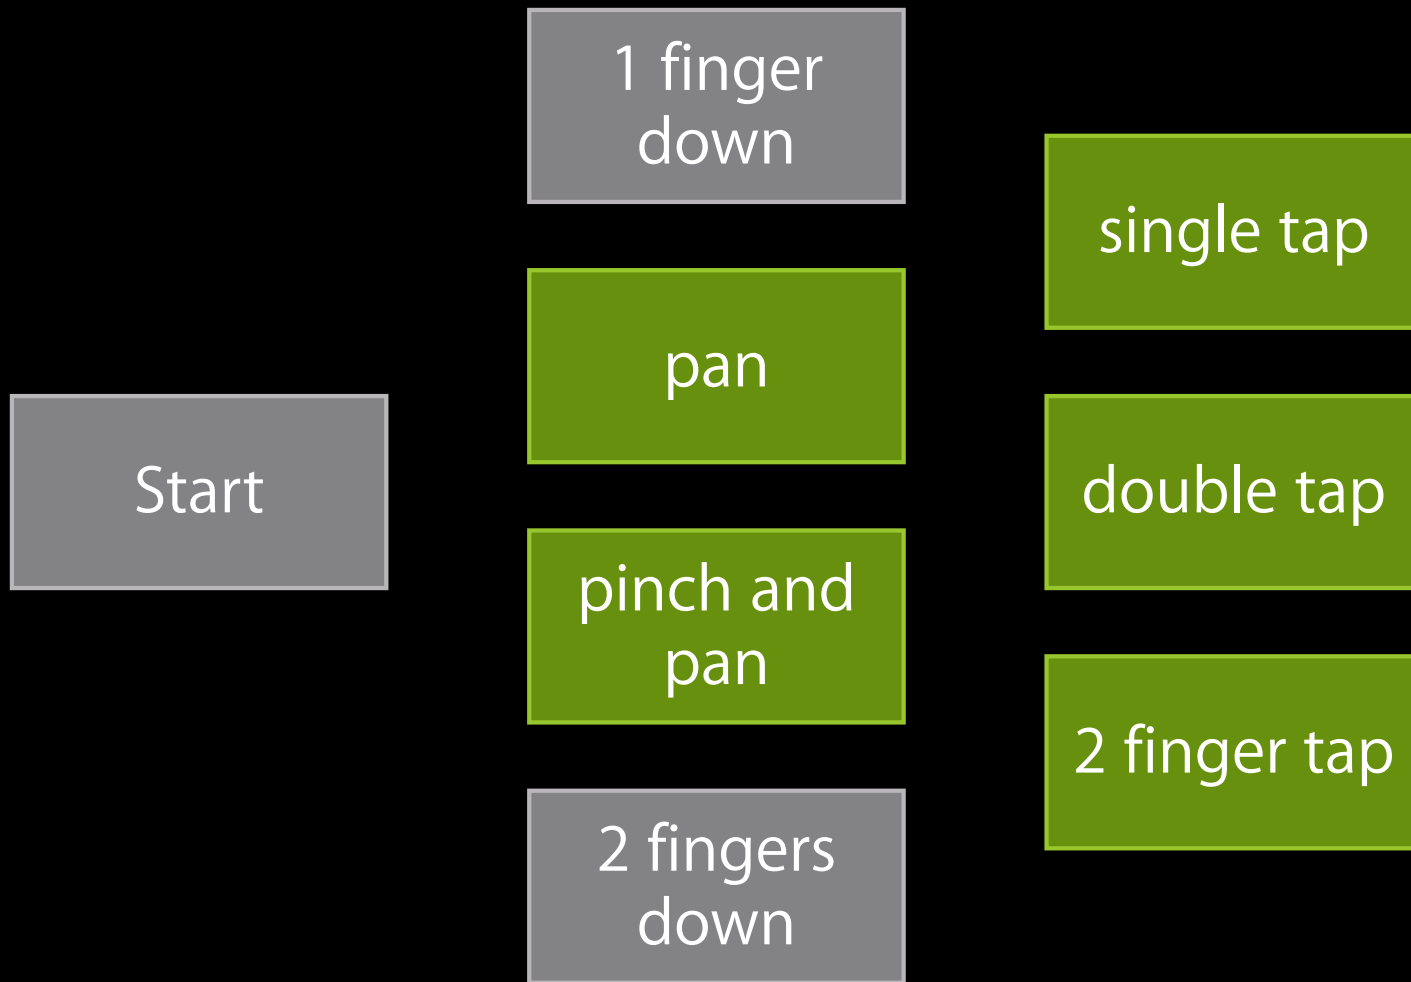 Start
1 finger
down
pan
pinch and
pan
2 fingers
down
single tap
double tap
2 finger tap